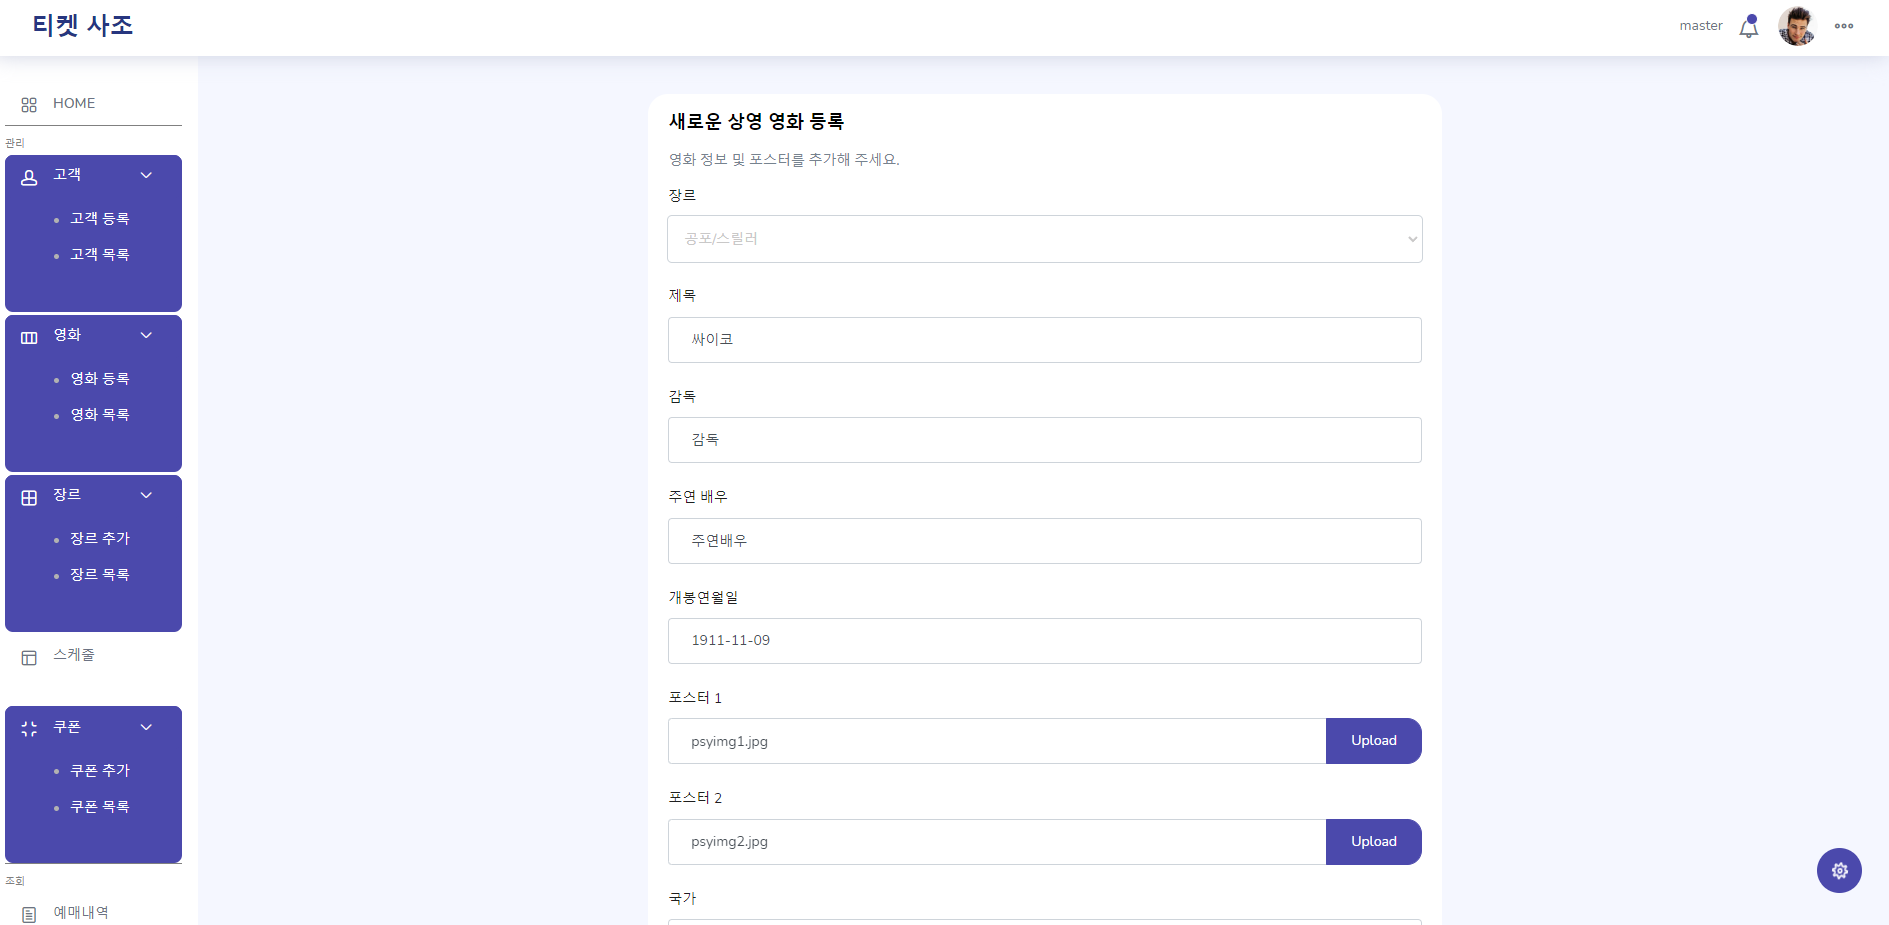 티켓 사조
master
HOME
관리
고객
고객 등록
고객 목록
영화
영화 등록
영화 목록
장르
장르 추가
장르 목록
스케줄
쿠폰
쿠폰 추가
쿠폰 목록
조회
예매내역
새로운 상영 영화 등록
영화 정보 및 포스터를 추가해 주세요.
장르
공포/스릴러
제목
싸이코
감독
감독
주연 배우
주연배우
개봉연월일
1911-11-09
포스터 1
psyimg1.jpg Upload
포스터 2
psyimg2.jpg Upload
국가